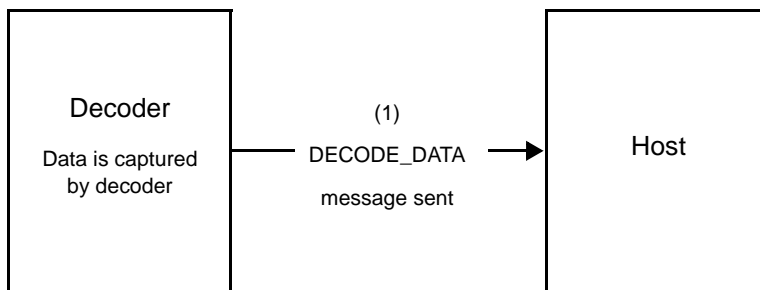 Decoder
Data is captured
by decoder
(1)
DECODE_DATA
message sent
Host